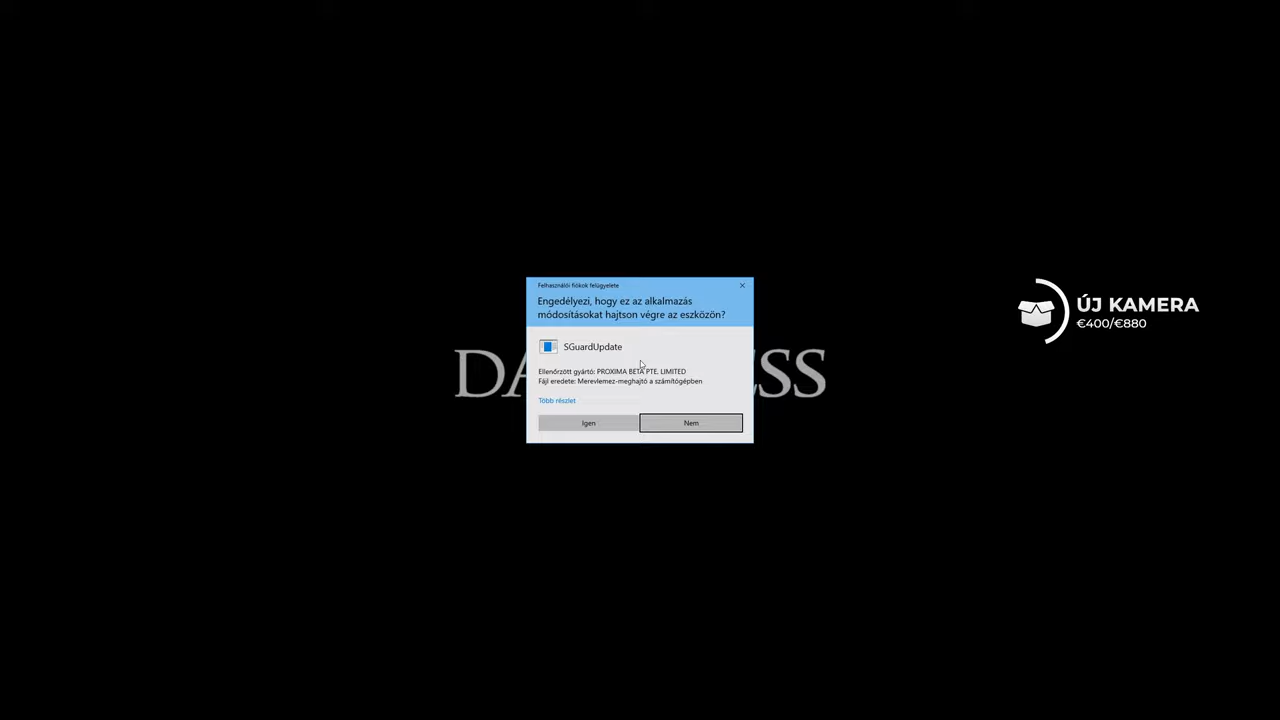 Felhasználói fiókok felügyelete
Engedélyezi, hogy ez az alkalmazás
módosításokat hajtson végre az eszközön?
SGuardUpdate
Ellenőrzött gyártó: PROXIMA BETA PTE. LIMITED
Fájl eredete: Merevlemez-meghajtó a számítógépben
Több részlet
Igen
Nem
ÚJ KAMERA
€400/€880